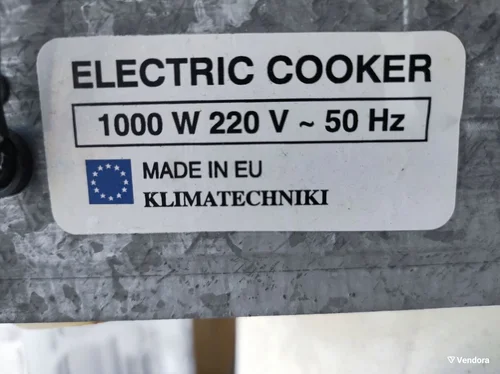 ELECTRIC COOKER
1000 W 220 V ~ 50 Hz
MADE IN EU
KLIMATECHNIKI
Vendora